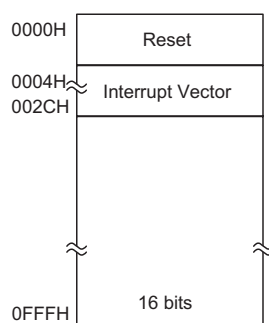 0000H
Reset
0004H
Interrupt Vector
002CH
16 bits
0FFFH